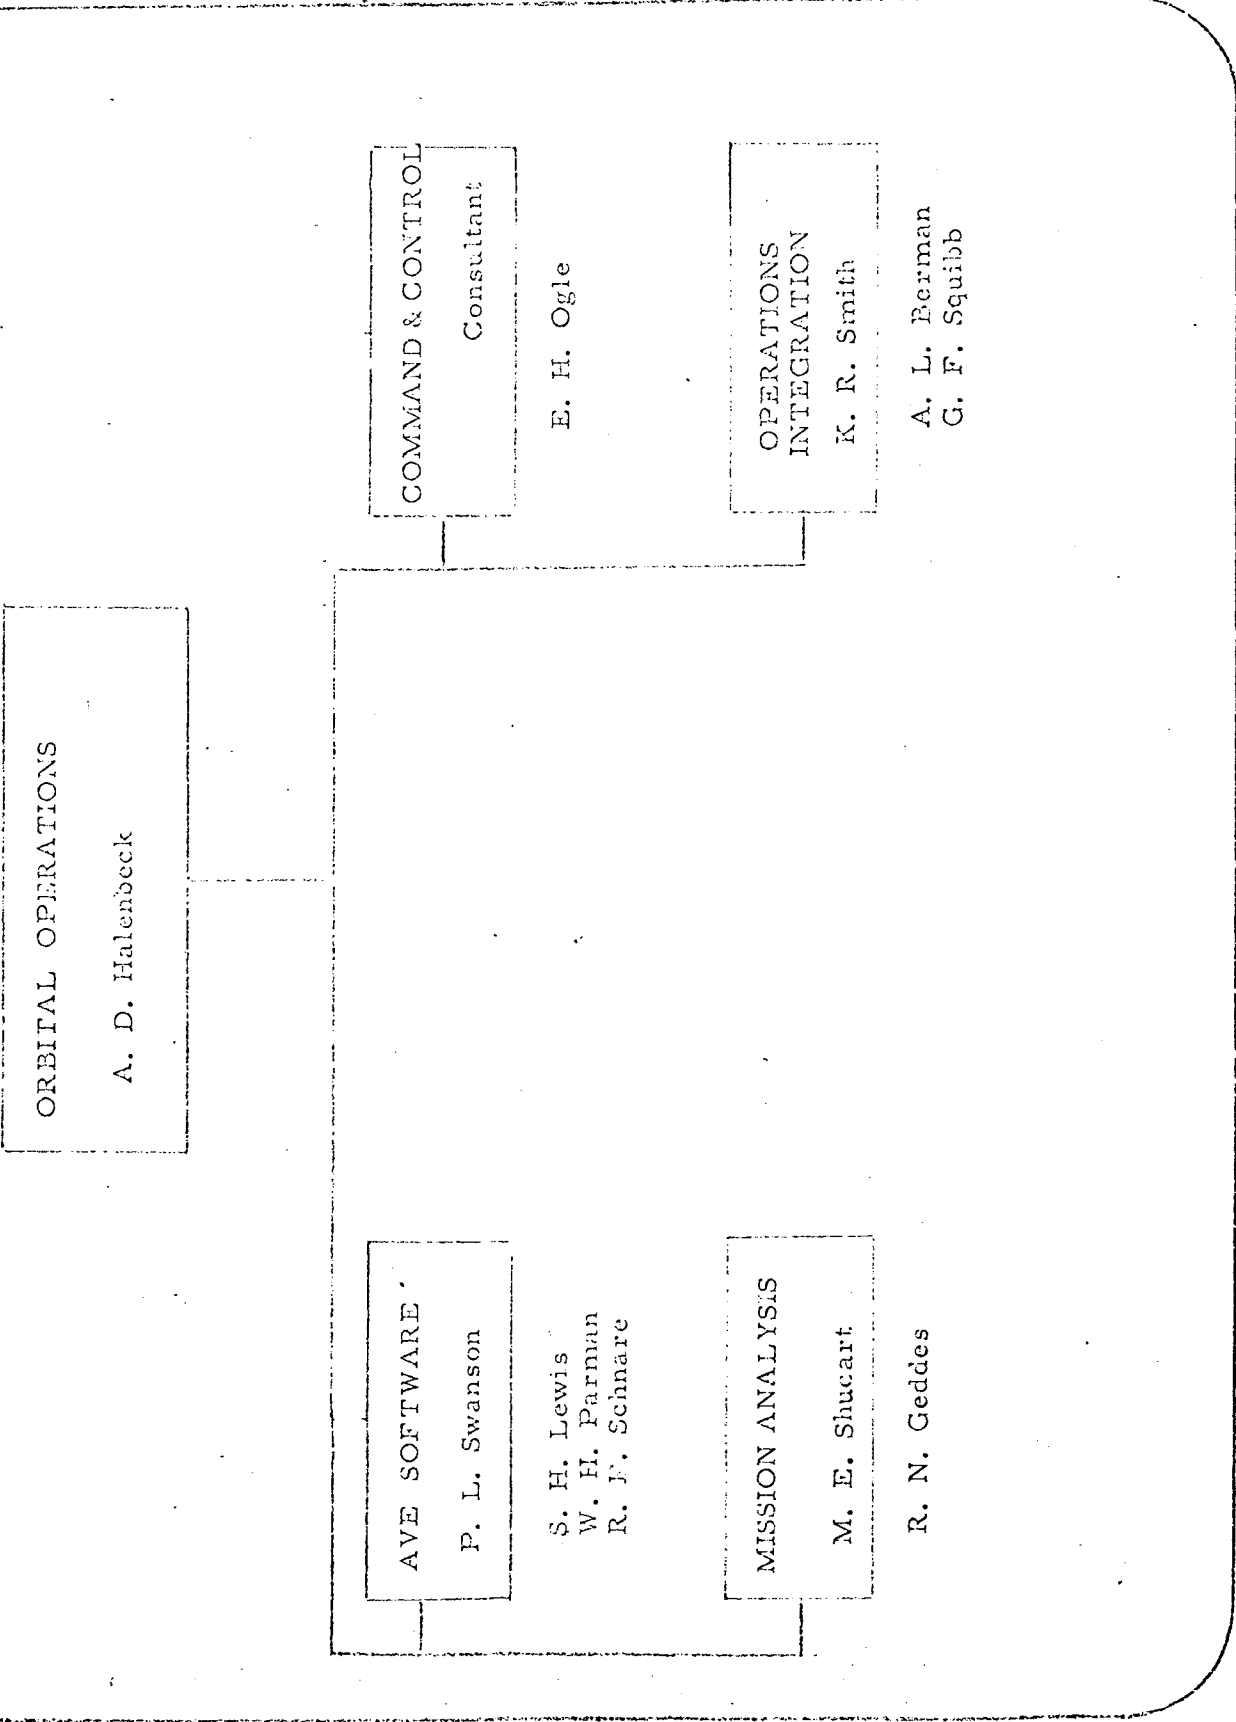 ORBITAL OPERATIONS
A. D. Halenbeck
AVE SOFTWARE
P. L. Swanson
S. H. Lewis
W. H. Parman
R. F. Schnare
MISSION ANALYSIS
M. E. Shucart
R. N. Geddes
COMMAND & CONTROL
Consultant
E. H. Ogle
OPERATIONS
INTEGRATION
K. R. Smith
A. L. Berman
G. F. Squibb